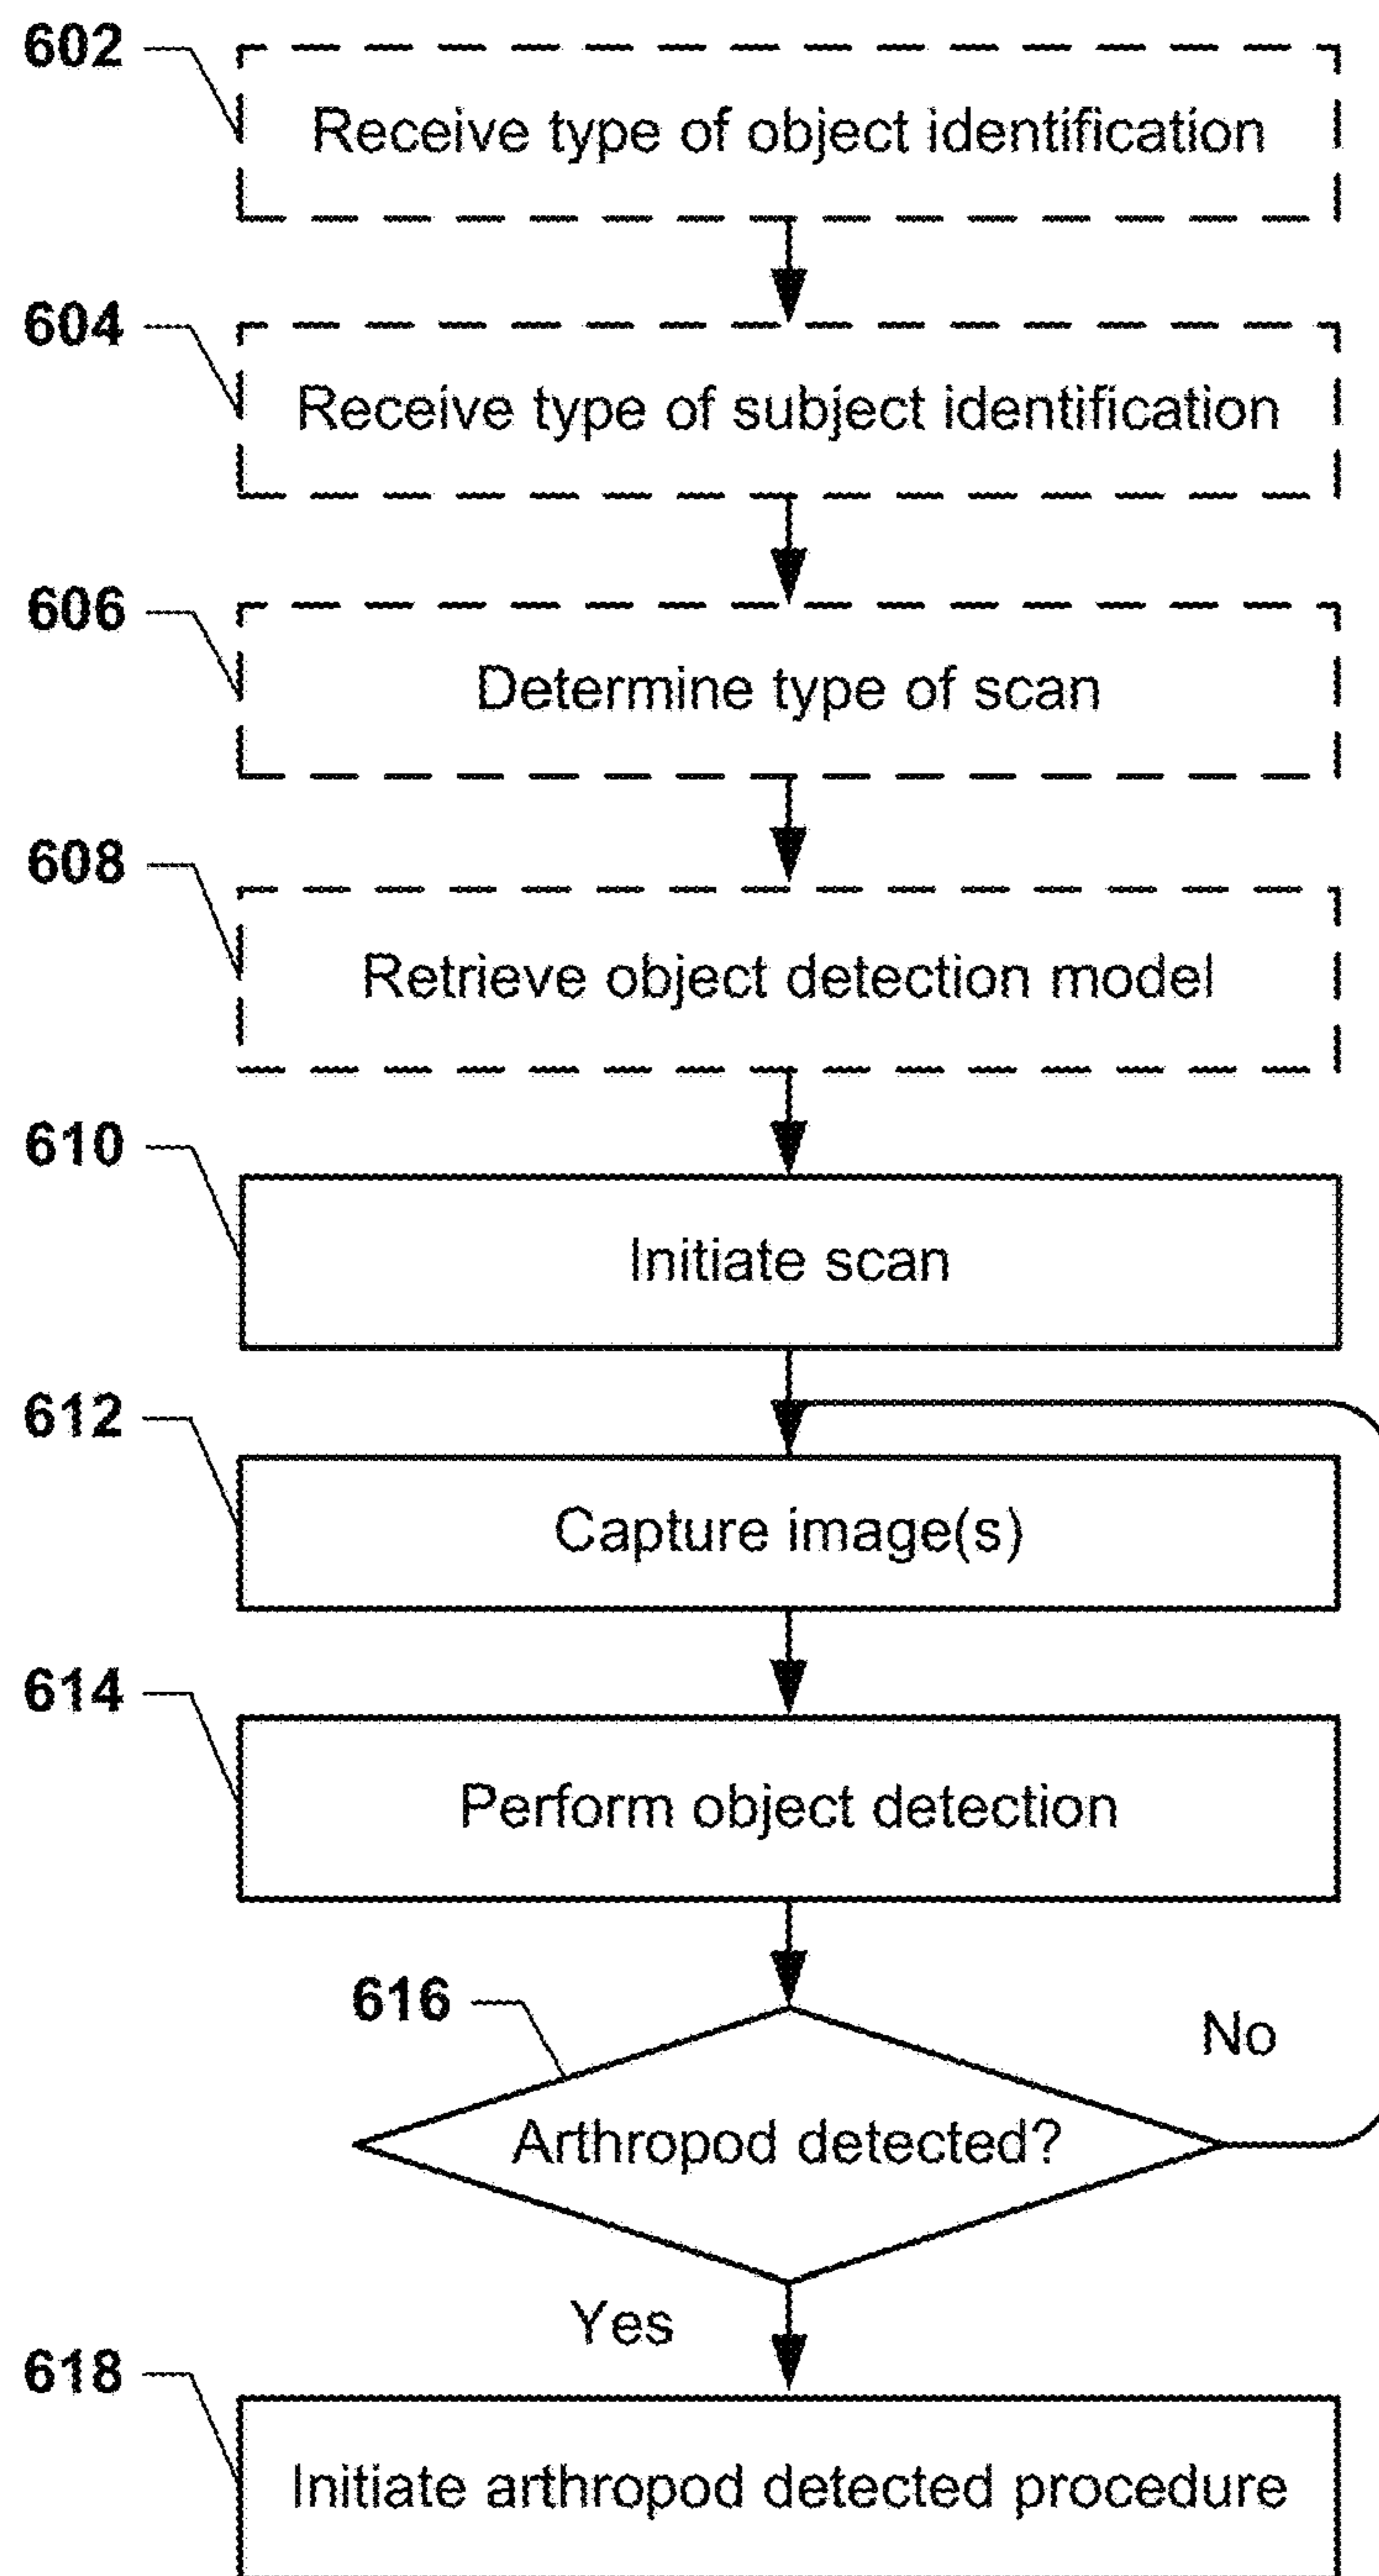 602
Receive type of object identification
604
Receive type of subject identification
606
Determine type of scan
608
Retrieve object detection model
610
Initiate scan
612
Capture image(s)
614
Perform object detection
616
No
Arthropod detected?
Yes
618
Initiate arthropod detected procedure